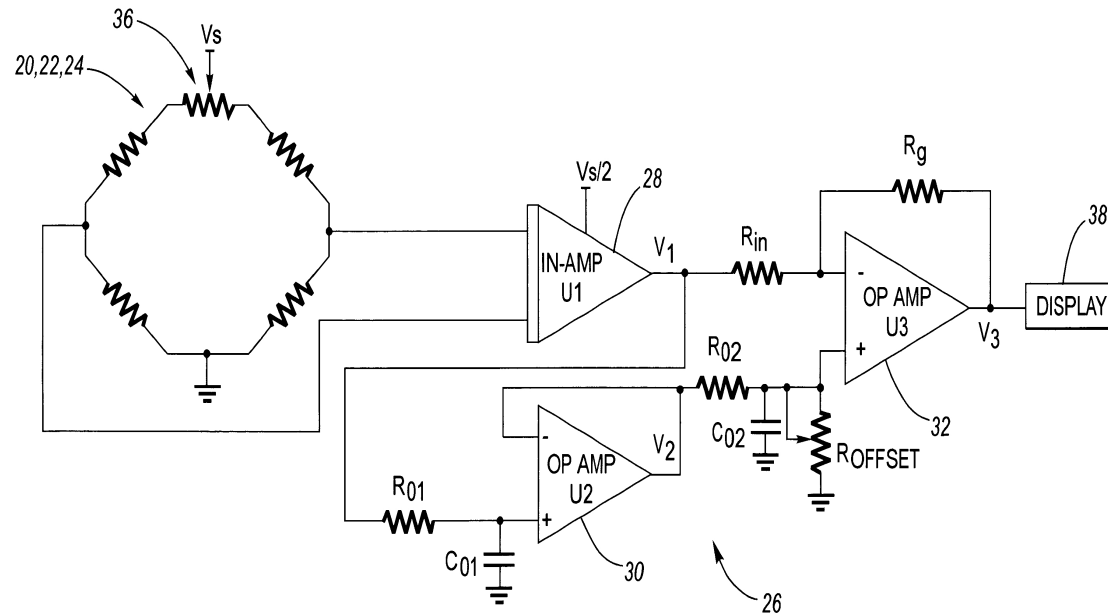 36
Vs
20,22,24
Vs/2
28
IN-AMP
U1
V1
Rin
Rg
-
+
OP AMP
U3
V3
38
DISPLAY
32
R02
C02
ROFFSET
-
+
OP AMP
U2
V2
R01
C01
30
26